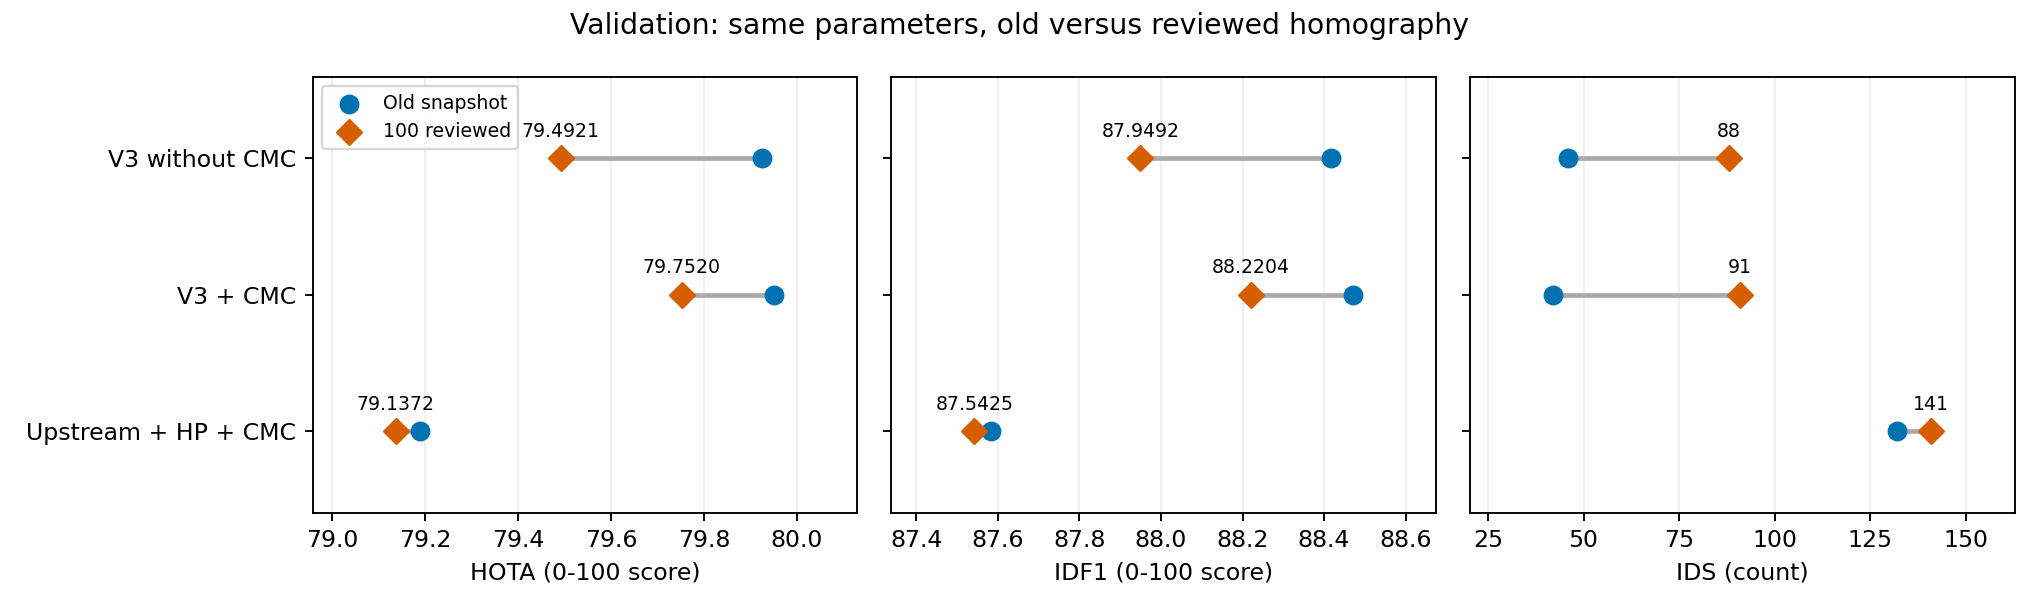 Validation: same parameters, old versus reviewed homography
Old snapshot
100 reviewed
V3 without CMC
V3 + CMC
Upstream + HP + CMC
79.4921
79.7520
79.1372
79.0 79.2 79.4 79.6 79.8 80.0
HOTA (0-100 score)
87.9492
88.2204
87.5425
87.4 87.6 87.8 88.0 88.2 88.4 88.6
IDF1 (0-100 score)
88
91
141
25 50 75 100 125 150
IDS (count)